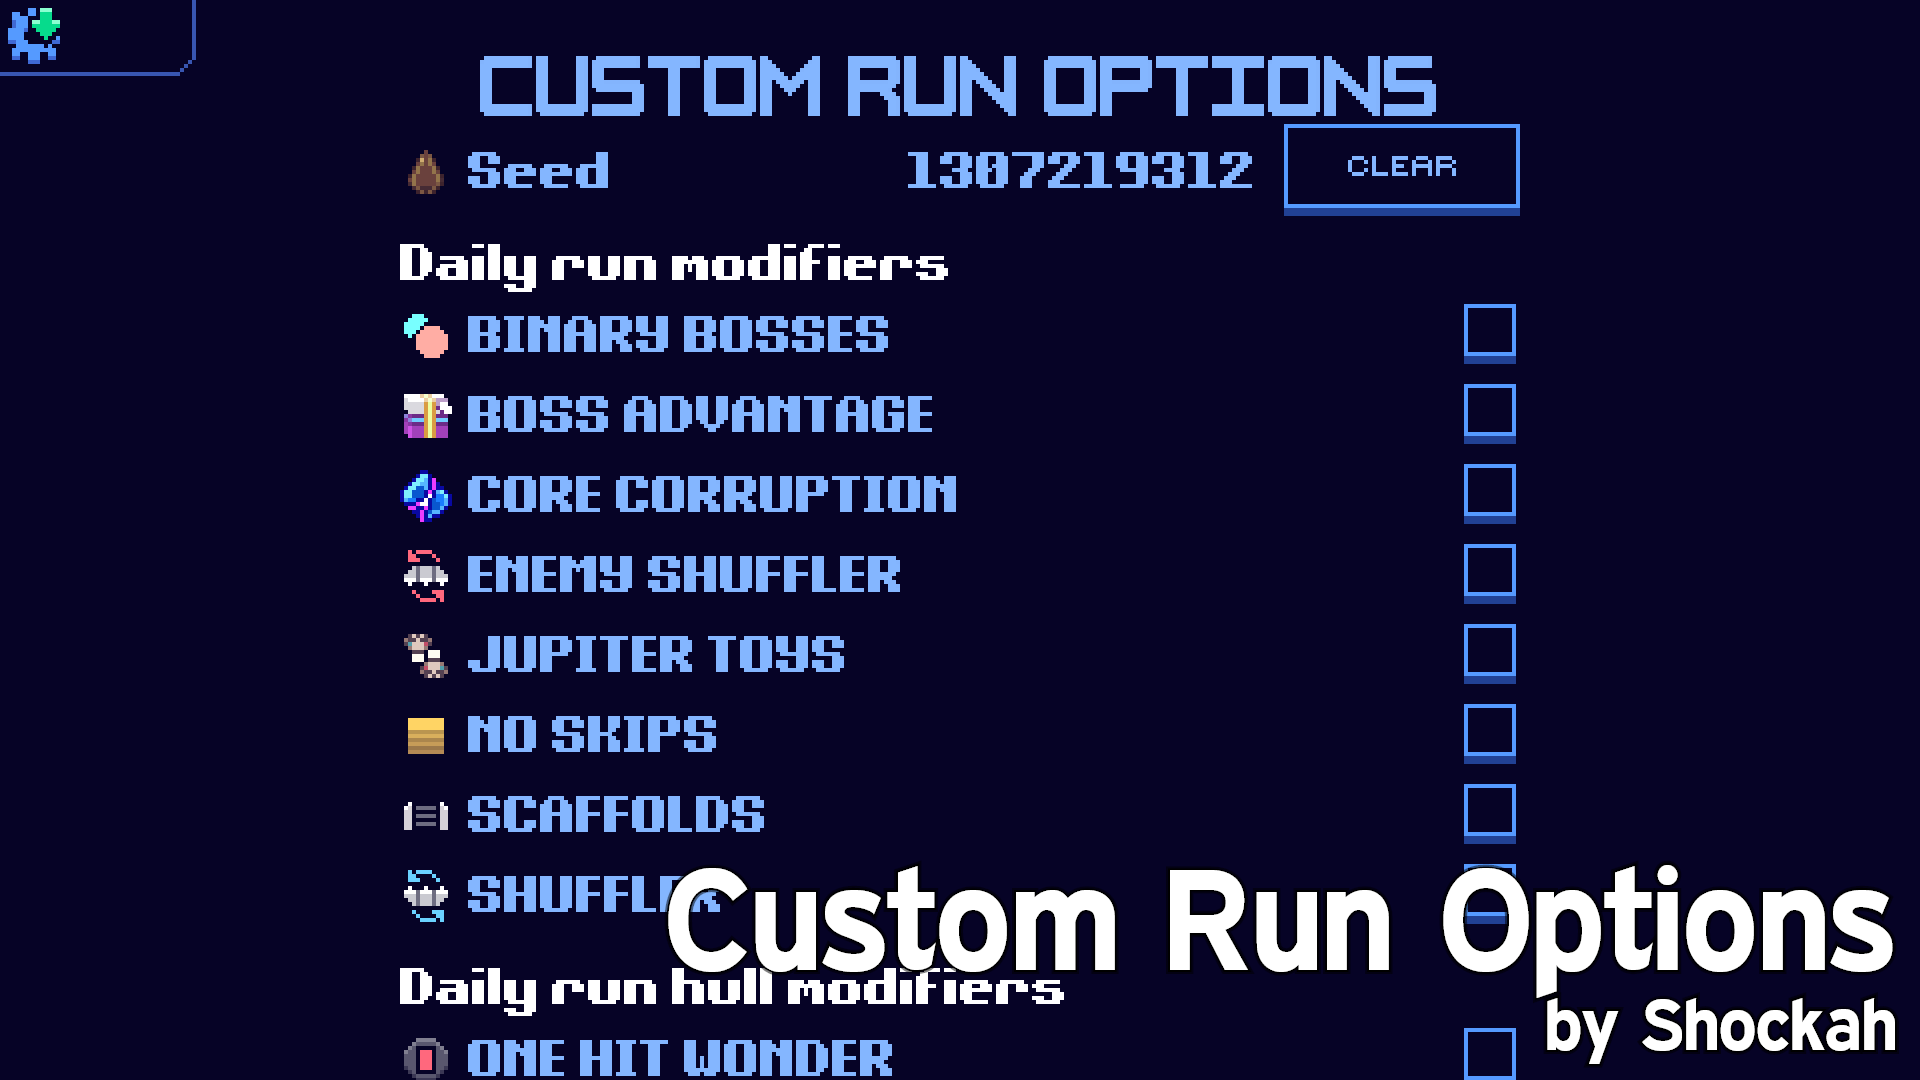 CUSTOM RUN OPTIONS
Seed 1307219312 CLEAR
Daily run modifiers
BINARY BOSSES
BOSS ADVANTAGE
CORE CORRUPTION
ENEMY SHUFFLER
JUPITER TOYS
NO SKIPS
SCAFFOLDS
SHUFFLER
Custom Run Options
Daily run hull modifiers
by Shockah
ONE HIT WONDER